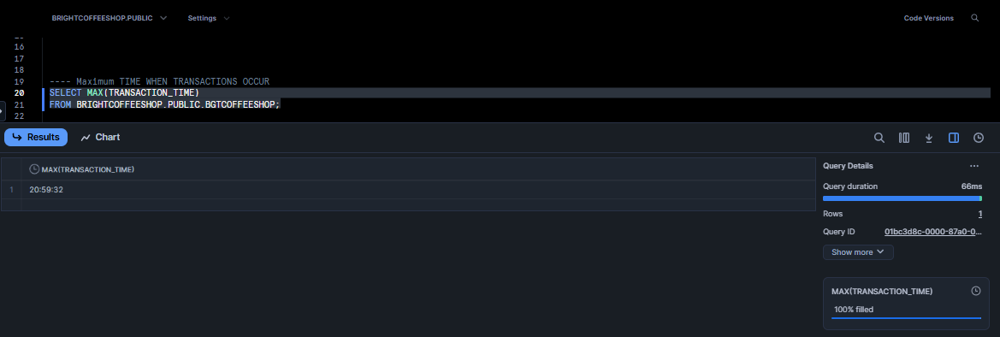 BRIGHTCOFFEESHOP.PUBLIC Settings Code Versions
16
17
18
19 ---- Maximum TIME WHEN TRANSACTIONS OCCUR
20 SELECT MAX(TRANSACTION_TIME)
21 FROM BRIGHTCOFFEESHOP.PUBLIC.BGTCOFFEESHOP;
22
Results Chart
MAX(TRANSACTION_TIME)
1 20:59:32
Query Details ...
Query duration 66ms
Rows 1
Query ID 01bc3d8c-0000-87a0-0...
Show more
MAX(TRANSACTION_TIME)
100% filled